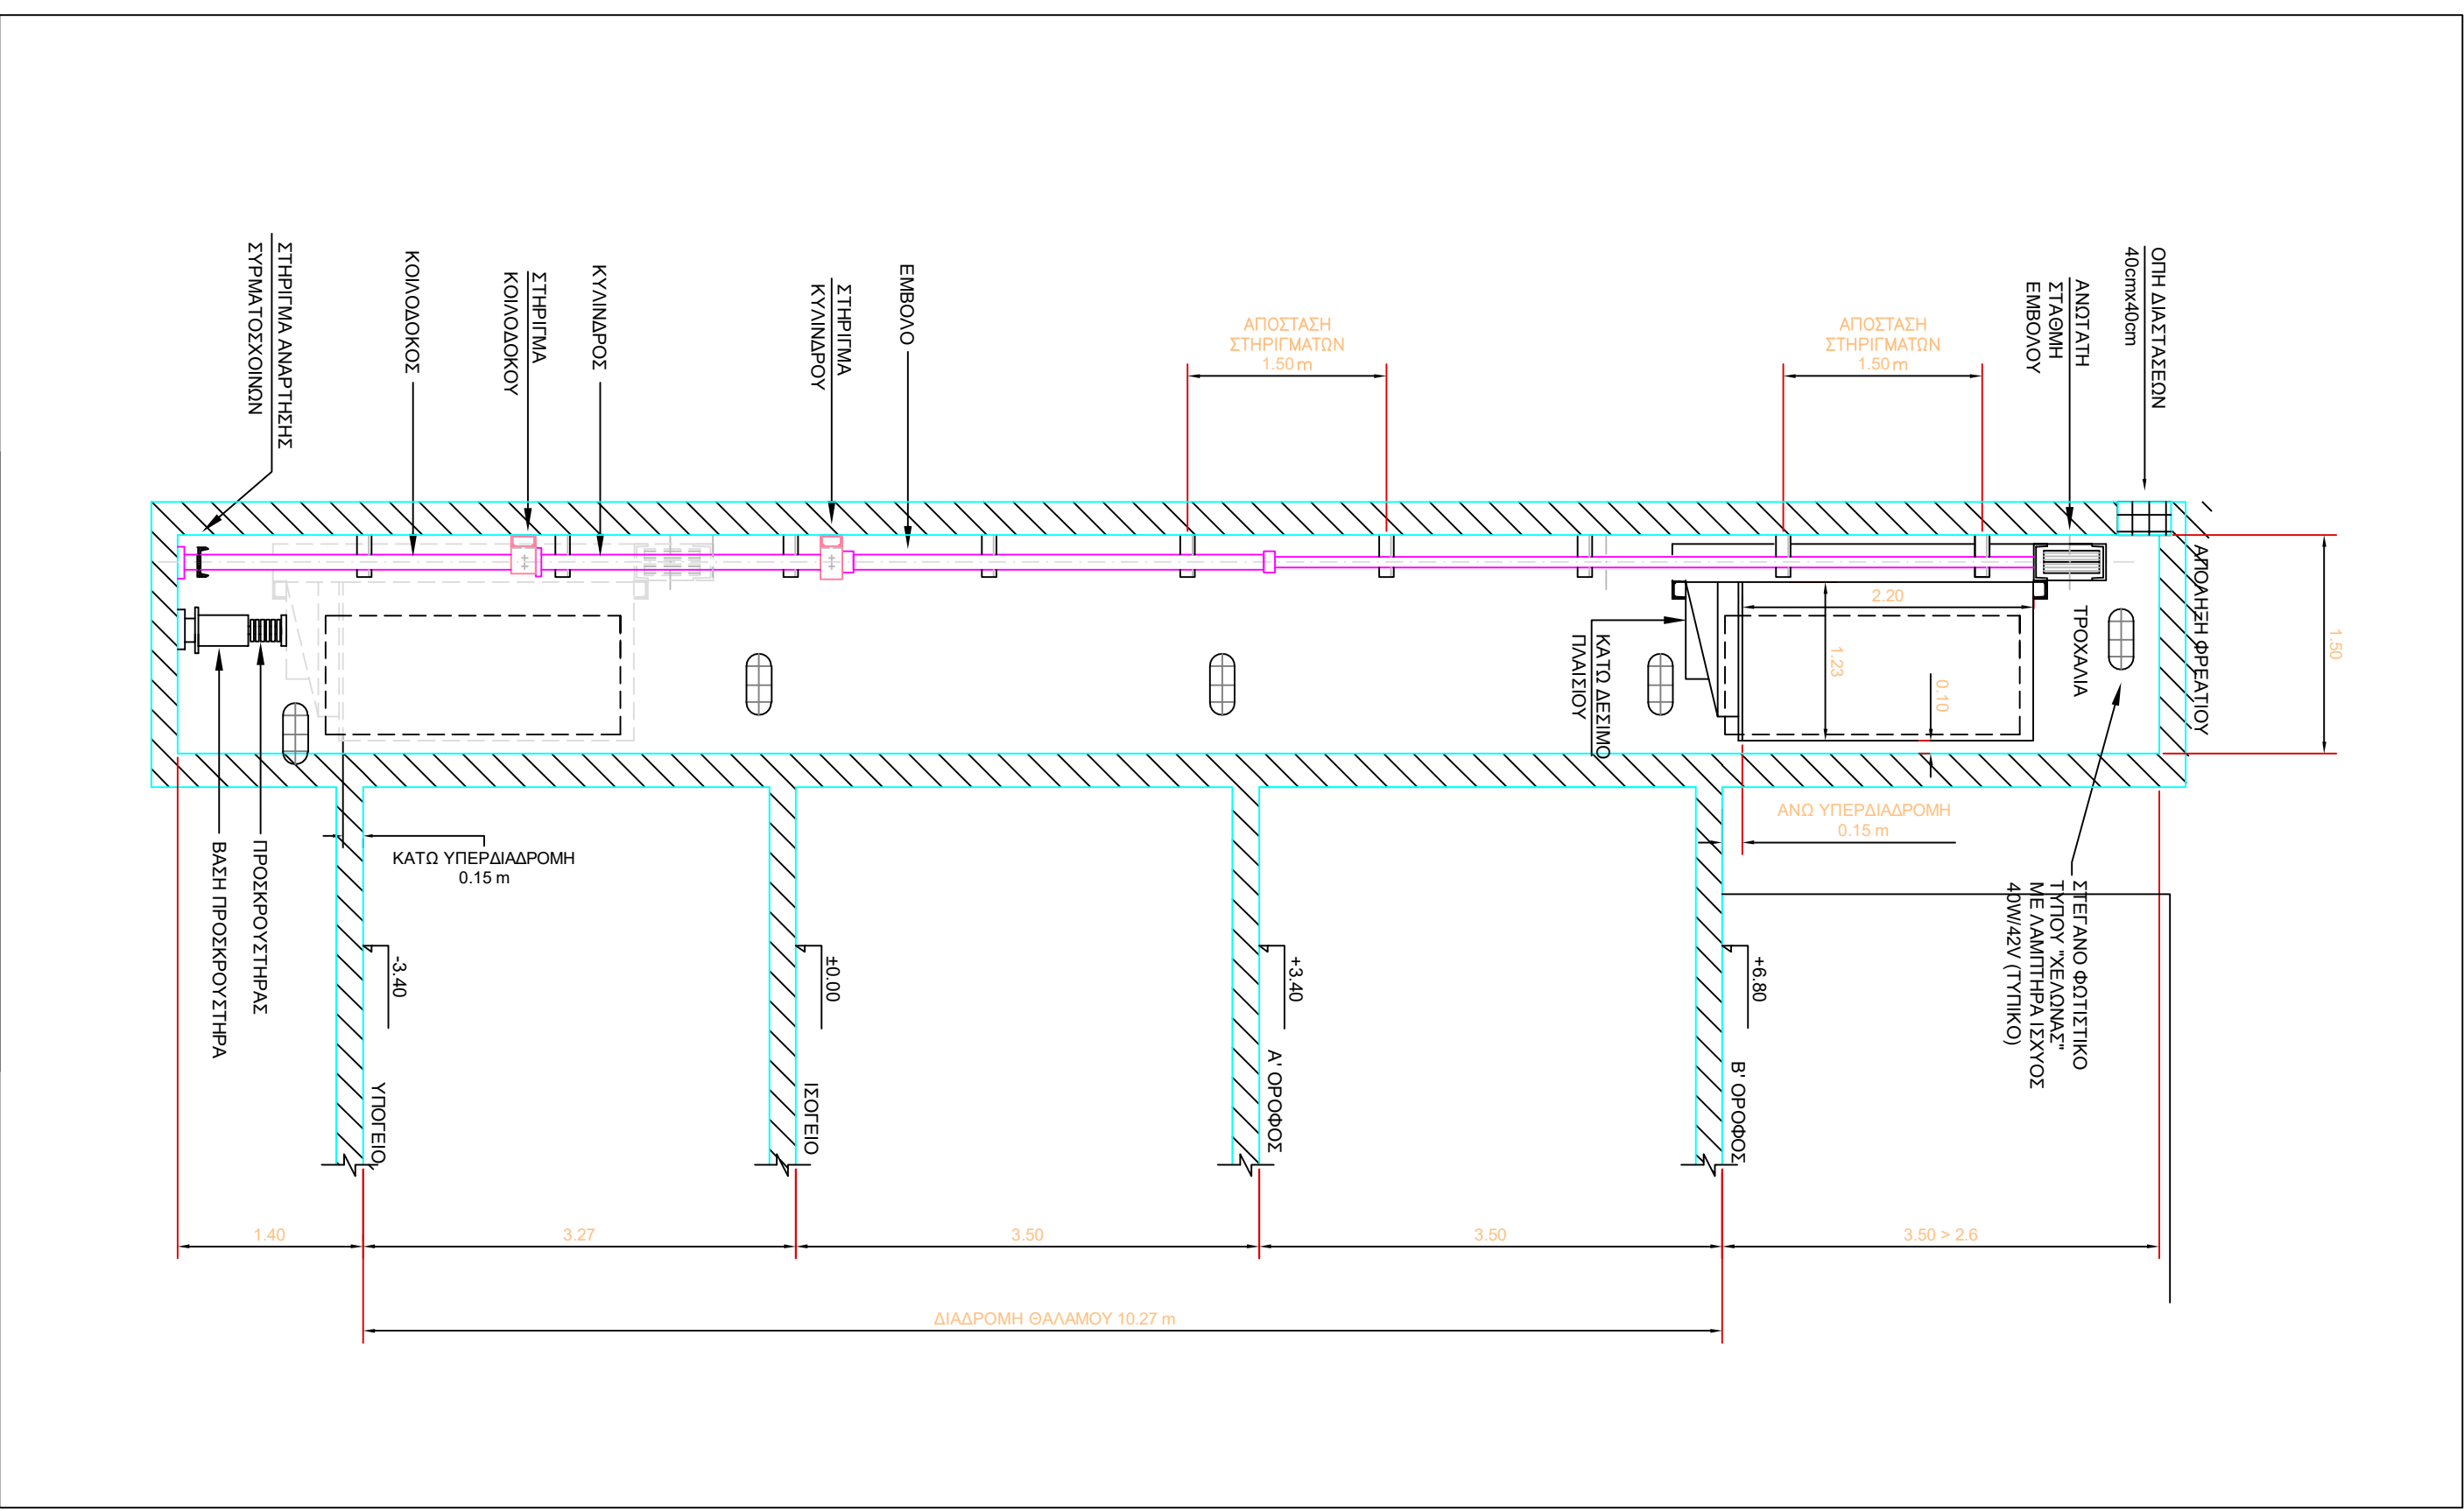 ΣΤΗΡΙΓΜΑ ΑΝΑΡΤΗΣΗΣ
ΣΥΡΜΑΤΟΣΧΟΙΝΩΝ
ΚΟΙΛΟΔΟΚΟΣ
ΣΤΗΡΙΓΜΑ
ΚΟΙΛΟΔΟΚΟΥ
ΚΥΛΙΝΔΡΟΣ
ΣΤΗΡΙΓΜΑ
ΚΥΛΙΝΔΡΟΥ
ΕΜΒΟΛΟ
ΑΠΟΣΤΑΣΗ
ΣΤΗΡΙΓΜΑΤΩΝ
1.50 m
ΑΠΟΣΤΑΣΗ
ΣΤΗΡΙΓΜΑΤΩΝ
1.50 m
ΑΝΩΤΑΤΗ
ΣΤΑΘΜΗ
ΕΜΒΟΛΟΥ
ΟΠΗ ΔΙΑΣΤΑΣΕΩΝ
40cmx40cm
ΑΠΟΛΗΞΗ ΦΡΕΑΤΙΟΥ
1.50
ΤΡΟΧΑΛΙΑ
2.20
1.23
0.10
ΚΑΤΩ ΔΕΣΙΜΟ
ΠΛΑΙΣΙΟΥ
ΑΝΩ ΥΠΕΡΔΙΑΔΡΟΜΗ
0.15 m
ΚΑΤΩ ΥΠΕΡΔΙΑΔΡΟΜΗ
0.15 m
ΠΡΟΣΚΡΟΥΣΤΗΡΑΣ
ΒΑΣΗ ΠΡΟΣΚΡΟΥΣΤΗΡΑ
ΣΤΕΓΑΝΟ ΦΩΤΙΣΤΙΚΟ
ΤΥΠΟΥ "ΧΕΛΩΝΑΣ"
ΜΕ ΛΑΜΠΤΗΡΑ ΙΣΧΥΟΣ
40W/42V (ΤΥΠΙΚΟ)
-3.40
±0.00
+3.40
+6.80
ΥΠΟΓΕΙΟ
ΙΣΟΓΕΙΟ
Α' ΟΡΟΦΟΣ
Β' ΟΡΟΦΟΣ
1.40
3.27
3.50
3.50
3.50 > 2.6
ΔΙΑΔΡΟΜΗ ΘΑΛΑΜΟΥ 10.27 m